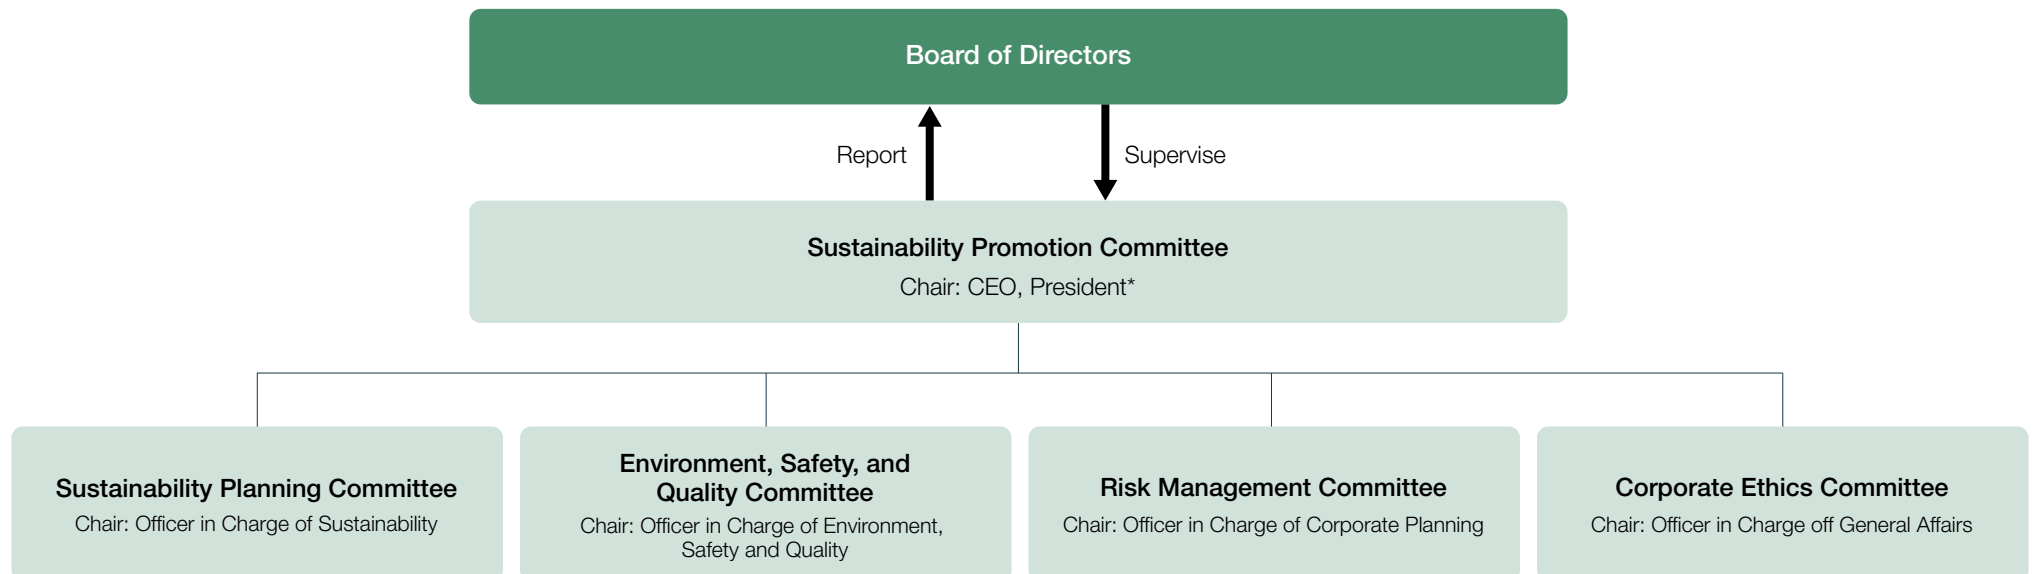 Board of Directors
Report
Supervise
Sustainability Promotion Committee
Chair: CEO, President*
Sustainability Planning Committee
Chair: Officer in Charge of Sustainability
Environment, Safety, and
Quality Committee
Chair: Officer in Charge of Environment,
Safety and Quality
Risk Management Committee
Chair: Officer in Charge of Corporate Planning
Corporate Ethics Committee
Chair: Officer in Charge off General Affairs